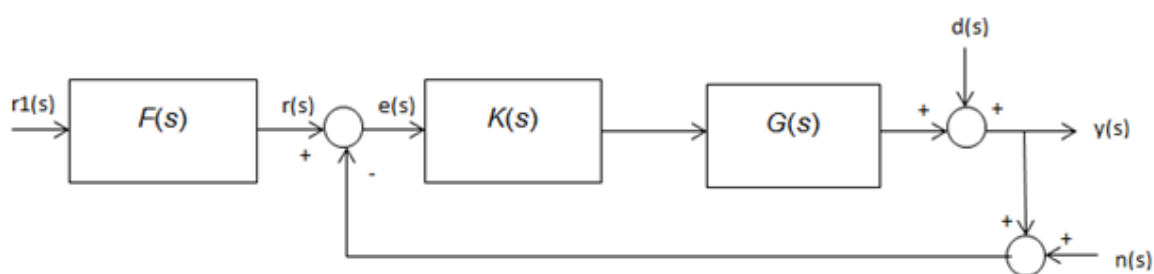 d(s)
r1(s)
F(s)
r(s)
e(s)
K(s)
G(s)
+
+
y(s)
+
-
+
+
n(s)